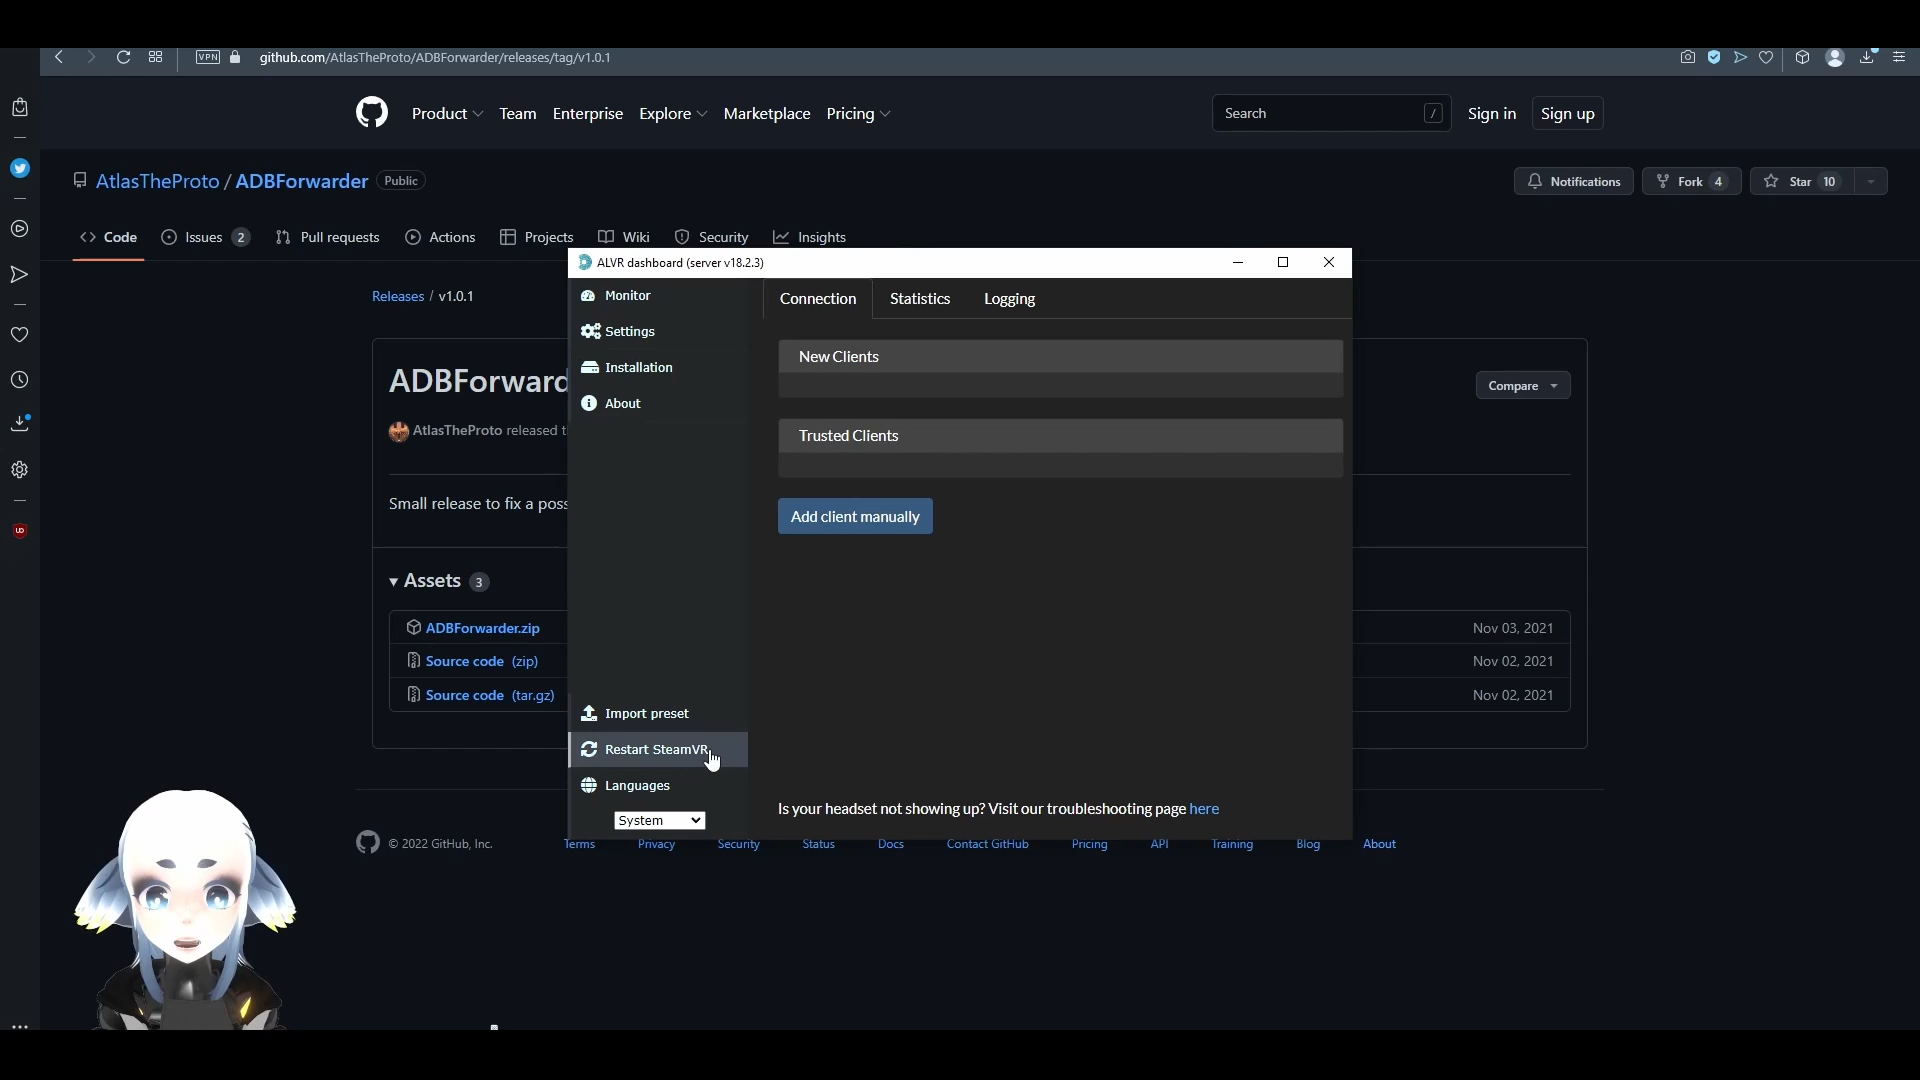 VPN github.com/AtlasTheProto/ADBForwarder/releases/tag/v1.0.1
Product Team Enterprise Explore Marketplace Pricing Search / Sign in Sign up
AtlasTheProto / ADBForwarder Public Notifications Fork 4 Star 10
Code Issues 2 Pull requests Actions Projects Wiki Security Insights
ALVR dashboard (server v18.2.3)
Releases / v1.0.1
Monitor
Settings
Installation
About
Connection Statistics Logging
New Clients
Trusted Clients
Add client manually
ADBForward
Compare
AtlasTheProto released t
Small release to fix a poss
Assets 3
ADBForwarder.zip Nov 03, 2021
Source code (zip) Nov 02, 2021
Source code (tar.gz) Nov 02, 2021
Import preset
Restart SteamVR
Languages
System
Is your headset not showing up? Visit our troubleshooting page here
© 2022 GitHub, Inc. Terms Privacy Security Status Docs Contact GitHub Pricing API Training Blog About